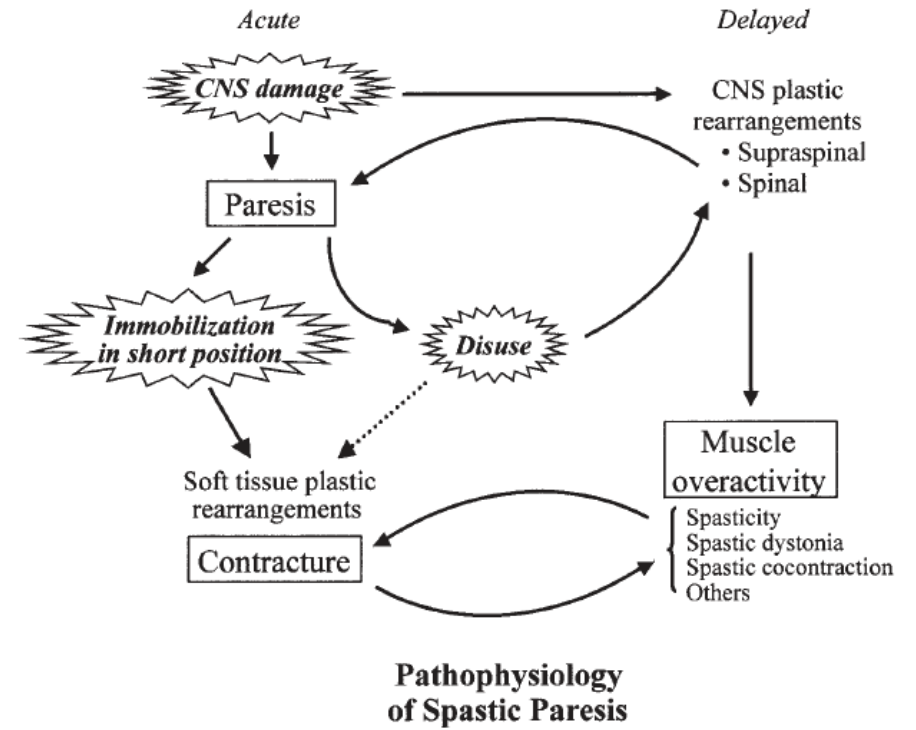 Acute
Delayed
CNS damage
CNS plastic
rearrangements
• Supraspinal
• Spinal
Paresis
Immobilization
in short position
Disuse
Muscle
overactivity
Soft tissue plastic
rearrangements
Contracture
Spasticity
Spastic dystonia
Spastic cocontraction
Others
Pathophysiology
of Spastic Paresis